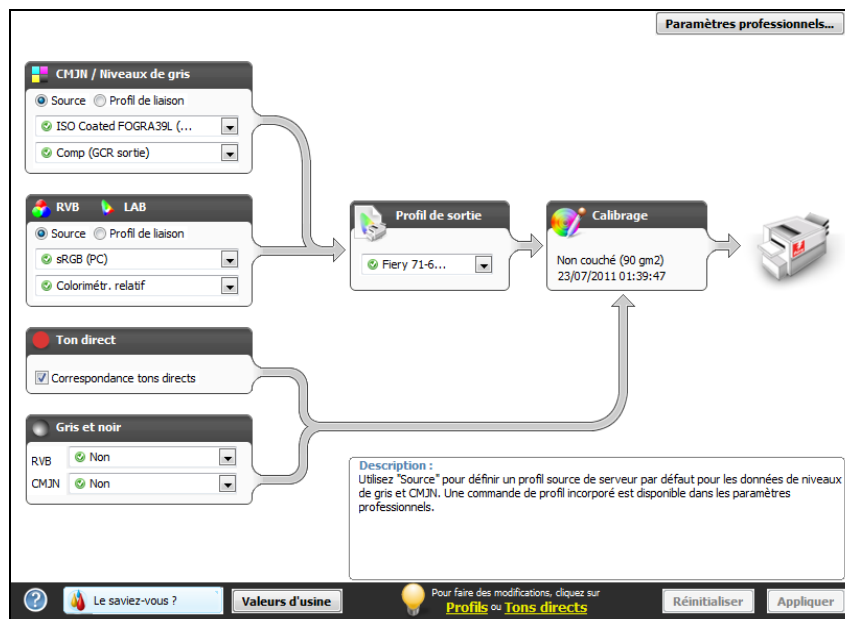 Paramètres professionnels...
CMJN / Niveaux de gris
Source Profil de liaison
ISO Coated FOGRA39L (...
Comp (GCR sortie)
RVB LAB
Source Profil de liaison
sRGB (PC)
Colorimétr. relatif
Profil de sortie
Fiery 71-6...
Calibrage
Non couché (90 gm2)
23/07/2011 01:39:47
Ton direct
Correspondance tons directs
Gris et noir
RVB Non
CMJN Non
Description :
Utilisez "Source" pour définir un profil source de serveur par défaut pour les données de niveaux
de gris et CMJN. Une commande de profil incorporé est disponible dans les paramètres
professionnels.
? Le saviez-vous ? Valeurs d'usine
Pour faire des modifications, cliquez sur
Profils ou Tons directs
Réinitialiser Appliquer